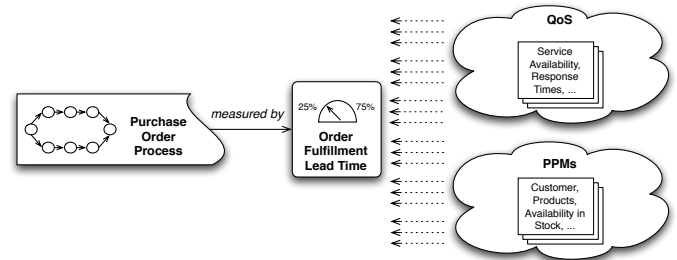 Purchase
Order
Process
measured by
25%
75%
Order
Fulfillment
Lead Time
QoS
Service
Availability,
Response
Times, ...
PPMs
Customer,
Products,
Availability in
Stock, ...